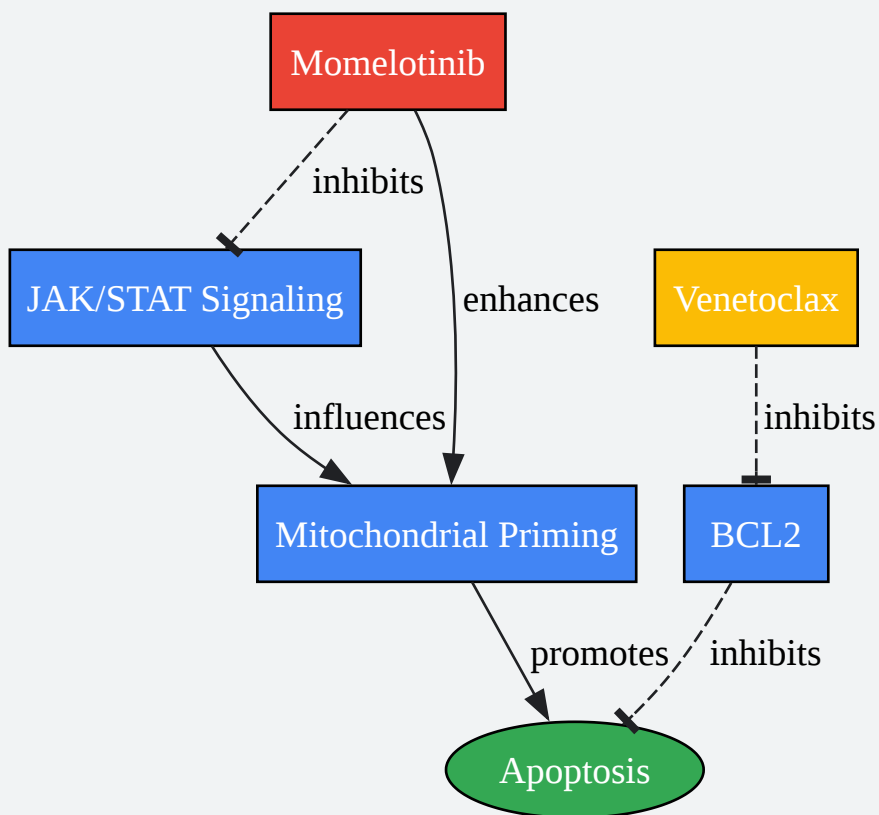 Momelotinib
inhibits
JAK/STAT Signaling
enhances
Venetoclax
influences
inhibits
Mitochondrial Priming
BCL2
promotes
inhibits
Apoptosis